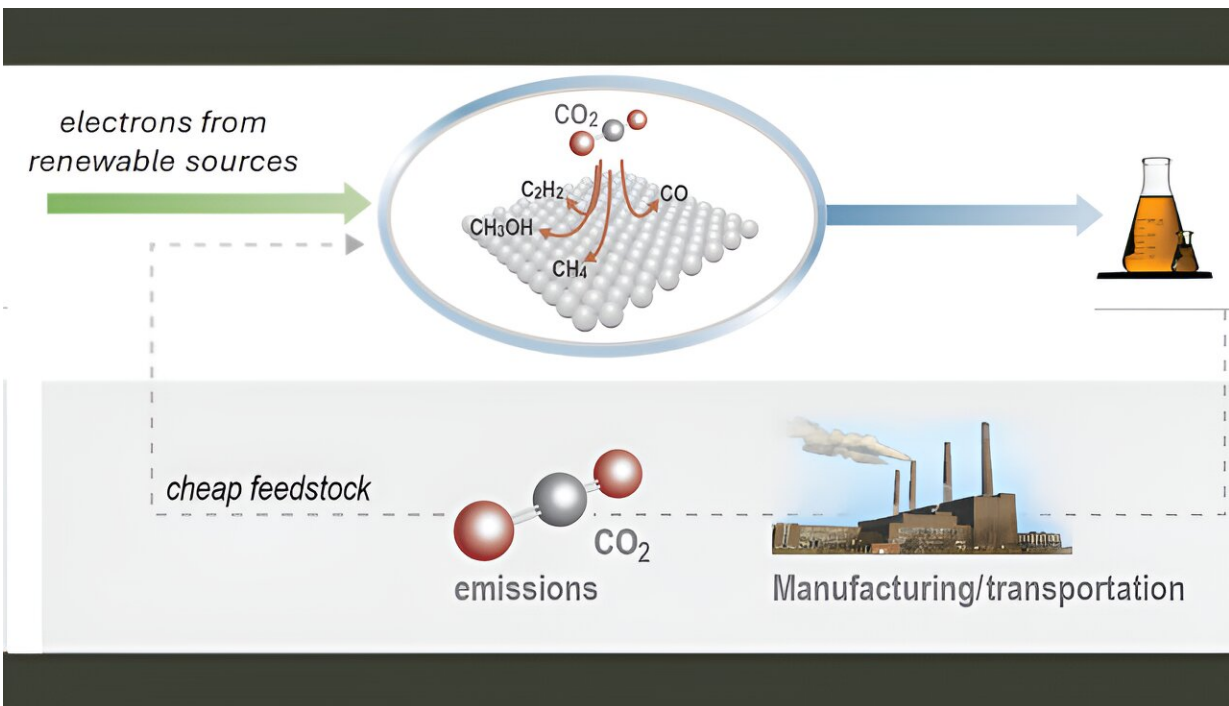 electrons from
renewable sources
CO₂
C₂H₂
CO
CH₃OH
CH₄
cheap feedstock
CO₂
emissions
Manufacturing/transportation